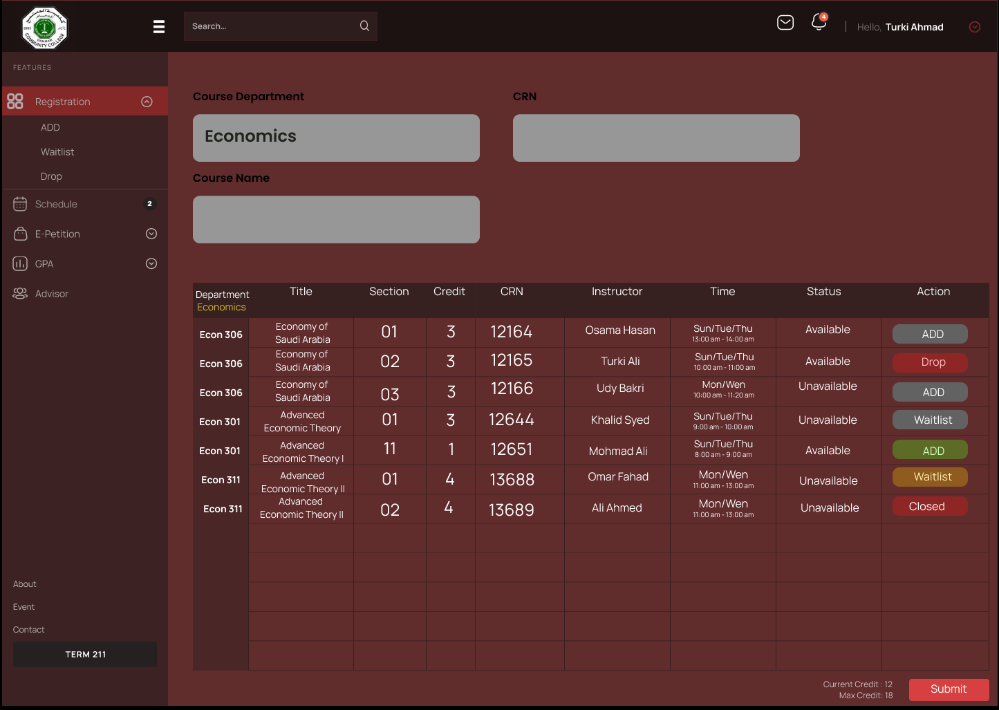 2003
DAMMAM
COMMUNITY COLLEGE
Search...
4
Hello, Turki Ahmad
FEATURES
Registration
ADD
Waitlist
Drop
Schedule 2
E-Petition
GPA
Advisor
About
Event
Contact
TERM 211
Course Department
CRN
Economics
Course Name
Department Title Section Credit CRN Instructor Time Status Action
Economics
Econ 306 Economy of 01 3 12164 Osama Hasan Sun/Tue/Thu Available ADD
Saudi Arabia 13:00 am - 14:00 am
Econ 306 Economy of 02 3 12165 Turki Ali Sun/Tue/Thu Available Drop
Saudi Arabia 10:00 am - 11:00 am
Econ 306 Economy of 03 3 12166 Udy Bakri Mon/Wen Unavailable ADD
Saudi Arabia 10:00 am - 11:20 am
Econ 301 Advanced 01 3 12644 Khalid Syed Sun/Tue/Thu Unavailable Waitlist
Economic Theory 9:00 am - 10:00 am
Econ 301 Advanced 11 1 12651 Mohmad Ali Sun/Tue/Thu Available ADD
Economic Theory I 8:00 am - 9:00 am
Econ 311 Advanced 01 4 13688 Omar Fahad Mon/Wen Unavailable Waitlist
Economic Theory II 11:00 am - 13:00 am
Econ 311 Advanced 02 4 13689 Ali Ahmed Mon/Wen Unavailable Closed
Economic Theory II 11:00 am - 13:00 am
Current Credit : 12
Max Credit: 18
Submit